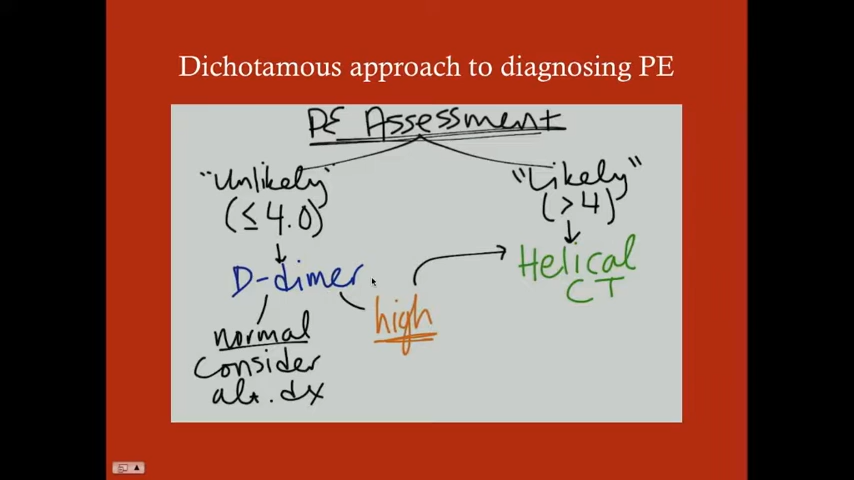 Dichotamous approach to diagnosing PE
PE Assessment
"Unlikely"
(≤ 4.0)
D-dimer
normal
consider
alt. dx
high
"Likely"
(> 4)
Helical
CT